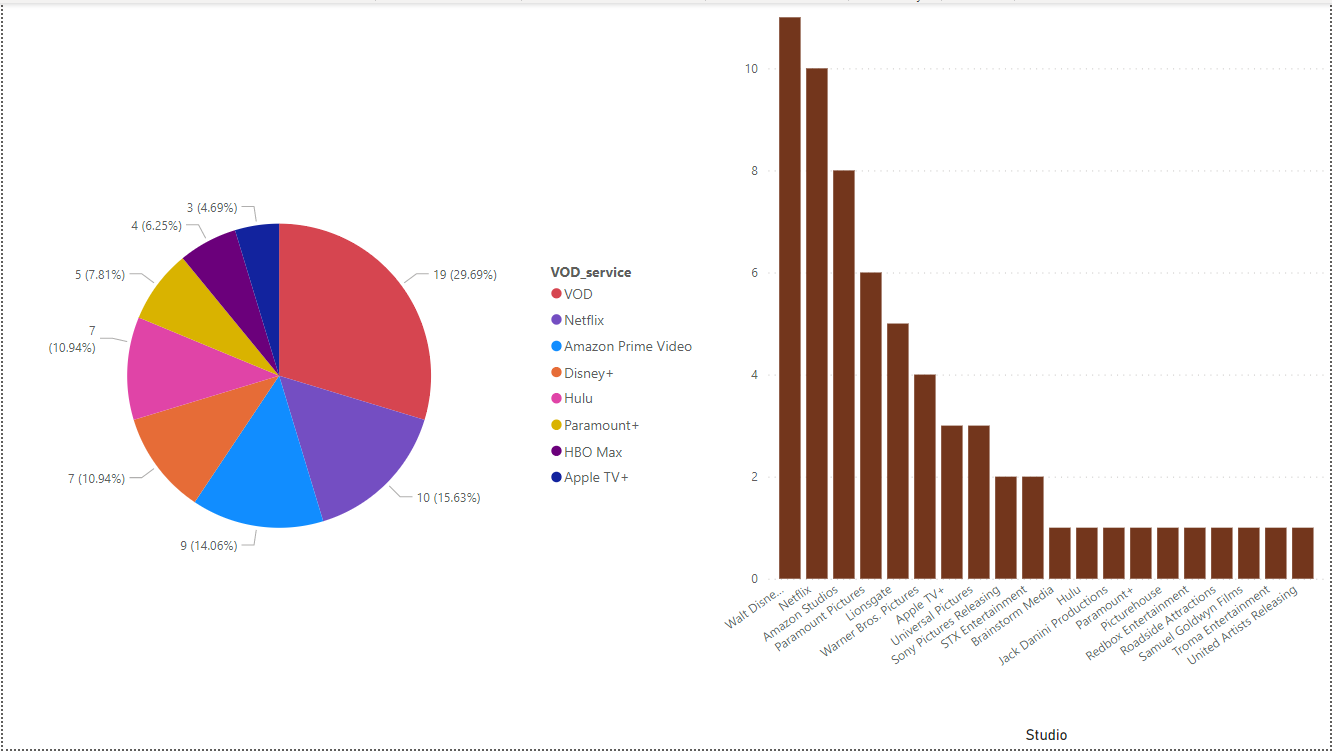 3 (4.69%)
4 (6.25%)
5 (7.81%)
7
(10.94%)
7 (10.94%)
9 (14.06%)
10 (15.63%)
19 (29.69%)
VOD_service
VOD
Netflix
Amazon Prime Video
Disney+
Hulu
Paramount+
HBO Max
Apple TV+
10
8
6
4
2
0
Walt Disne...
Netflix
Amazon Studios
Paramount Pictures
Lionsgate
Warner Bros. Pictures
Apple TV+
Universal Pictures
Sony Pictures Releasing
STX Entertainment
Brainstorm Media
Hulu
Jack Danini Productions
Paramount+
Picturehouse
Redbox Entertainment
Roadside Attractions
Samuel Goldwyn Films
Troma Entertainment
United Artists Releasing
Studio